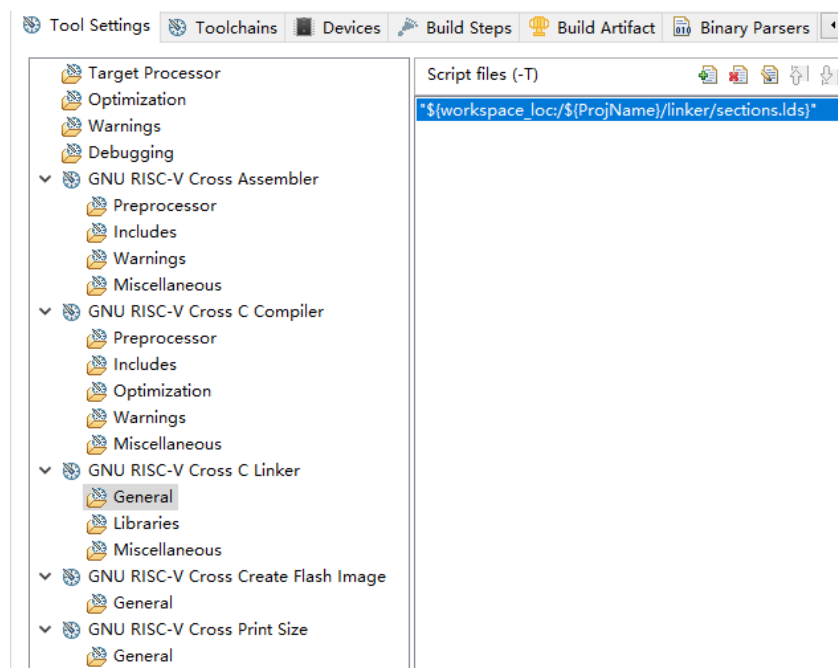 Tool Settings Toolchains Devices Build Steps Build Artifact Binary Parsers
Target Processor
Optimization
Warnings
Debugging
GNU RISC-V Cross Assembler
Preprocessor
Includes
Warnings
Miscellaneous
GNU RISC-V Cross C Compiler
Preprocessor
Includes
Optimization
Warnings
Miscellaneous
GNU RISC-V Cross C Linker
General
Libraries
Miscellaneous
GNU RISC-V Cross Create Flash Image
General
GNU RISC-V Cross Print Size
General
Script files (-T)
"${workspace_loc:/${ProjName}/linker/sections.lds}"